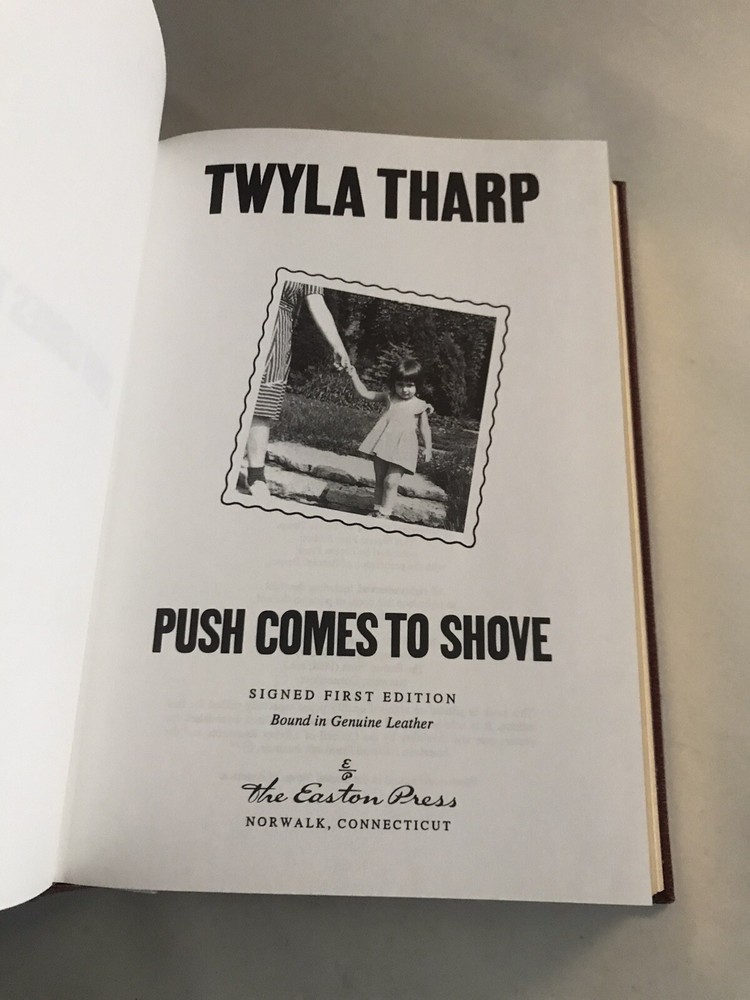 TWYLA THARP
PUSH COMES TO SHOVE
SIGNED FIRST EDITION
Bound in Genuine Leather
E
P
The Easton Press
NORWALK, CONNECTICUT